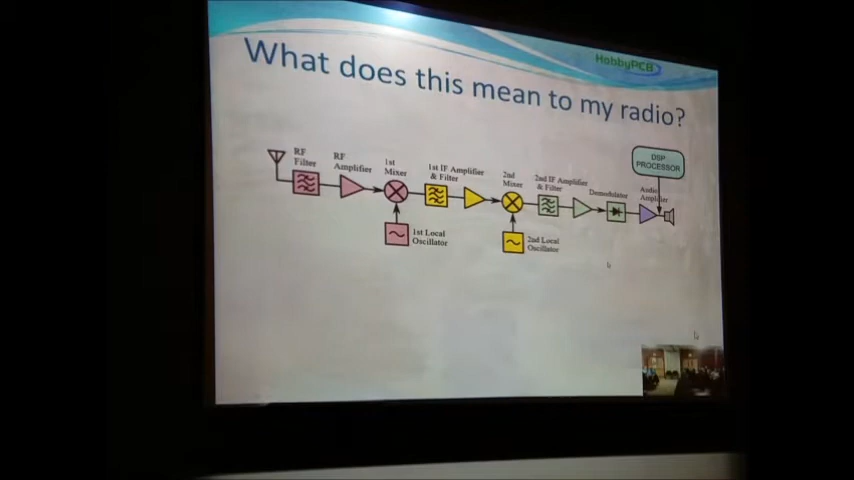 HobbyPCB
What does this mean to my radio?
RF
Filter
RF
Amplifier
1st
Mixer
1st IF Amplifier
& Filter
2nd
Mixer
2nd IF Amplifier
& Filter
Demodulator
Audio
Amplifier
DSP
PROCESSOR
1st Local
Oscillator
2nd Local
Oscillator